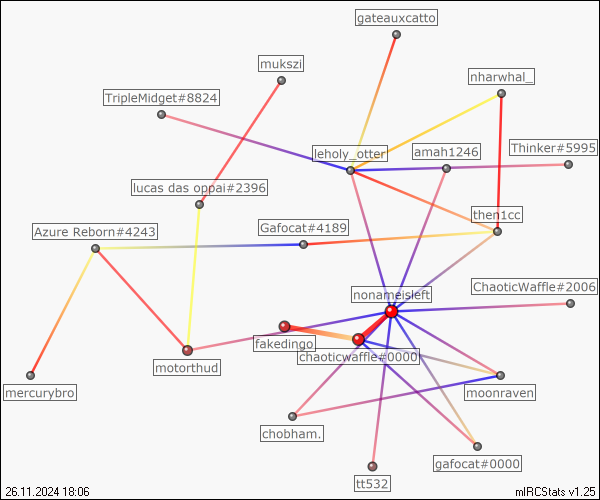 gateauxcatto
mukszi
nharwhal_
TripleMidget#8824
leholy_otter
amah1246
Thinker#5995
lucas das oppai#2396
then1cc
Azure Reborn#4243
Gafocat#4189
nonameisleft
ChaoticWaffle#2006
fakedingo
chaoticwaffle#0000
motorthud
mercurybro
moonraven
chobham.
gafocat#0000
tt532
26.11.2024 18:06
mIRCStats v1.25